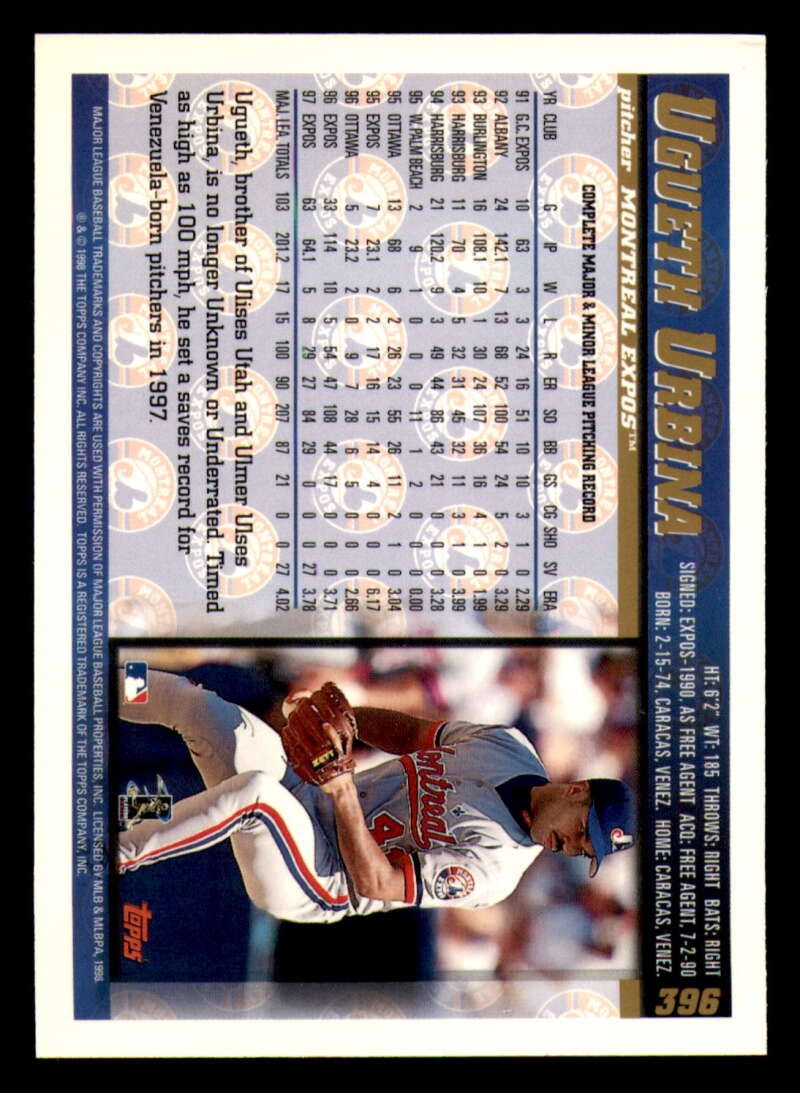 UGUETH URBINA
HT: 6'2" WT: 185 THROWS: RIGHT BATS: RIGHT
SIGNED: EXPOS-1990, AS FREE AGENT ACQ: FREE AGENT, 7-2-90
BORN: 2-15-74, CARACAS, VENEZ. HOME: CARACAS, VENEZ.
396
pitcher MONTREAL EXPOS™
COMPLETE MAJOR & MINOR LEAGUE PITCHING RECORD
YR CLUB G IP W L R ER SO BB GS CG SHO SV ERA
91 G.C. EXPOS 10 63 3 3 24 16 51 10 10 3 1 0 2.29
92 ALBANY 24 142.1 7 13 68 52 100 54 24 5 2 0 3.29
93 BURLINGTON 16 108.1 10 1 30 24 107 36 16 4 1 0 1.99
93 HARRISBURG 11 70 4 5 32 31 45 32 11 3 1 0 3.99
94 HARRISBURG 21 120.2 9 3 49 44 86 43 21 0 0 0 3.28
95 W. PALM BEACH 2 9 1 0 0 0 11 1 2 0 0 0 0.00
95 OTTAWA 13 68 6 2 26 23 55 26 11 2 1 0 3.04
95 EXPOS 7 23.1 2 2 17 16 15 14 4 0 0 0 6.17
96 OTTAWA 5 23.2 2 0 9 7 28 6 5 0 0 0 2.66
96 EXPOS 33 114 10 5 54 47 108 44 17 0 0 0 3.71
97 EXPOS 63 64.1 5 8 29 27 84 29 0 0 0 27 3.78
MAJ. LEA. TOTALS 103 201.2 17 15 100 90 207 87 21 0 0 27 4.02
Ugueth, brother of Ulises Utah and Ulmer Ulses
Urbina, is no longer Unknown or Underrated. Timed
as high as 100 mph, he set a saves record for
Venezuela-born pitchers in 1997.
Montreal
4
MONTREAL EXPOS
topps
MAJOR LEAGUE BASEBALL TRADEMARKS AND COPYRIGHTS ARE USED WITH PERMISSION OF MAJOR LEAGUE BASEBALL PROPERTIES, INC. LICENSED BY MLB & MLBPA, 1998.
® & © 1998 THE TOPPS COMPANY, INC. ALL RIGHTS RESERVED. TOPPS IS A REGISTERED TRADEMARK OF THE TOPPS COMPANY, INC.